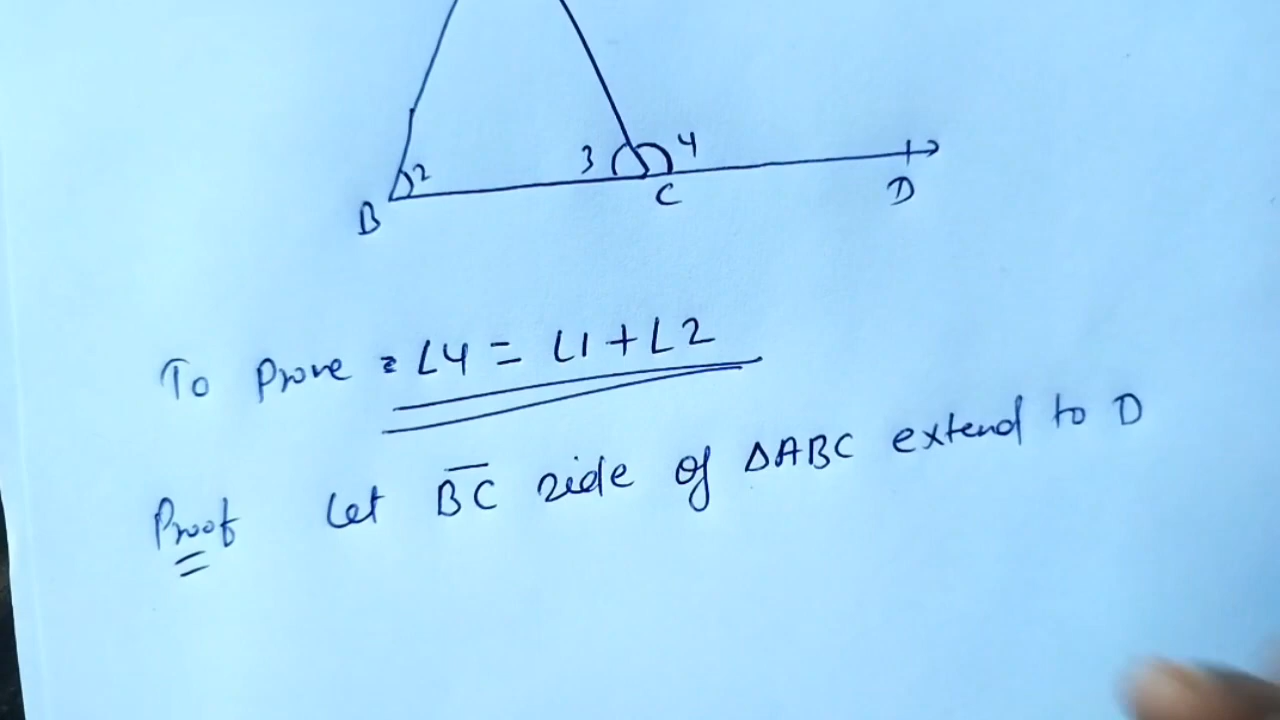 2
3
4
B
C
D
To Prove = ∠4 = ∠1 + ∠2
Proof Let B̅C̅ side of ΔABC extend to D